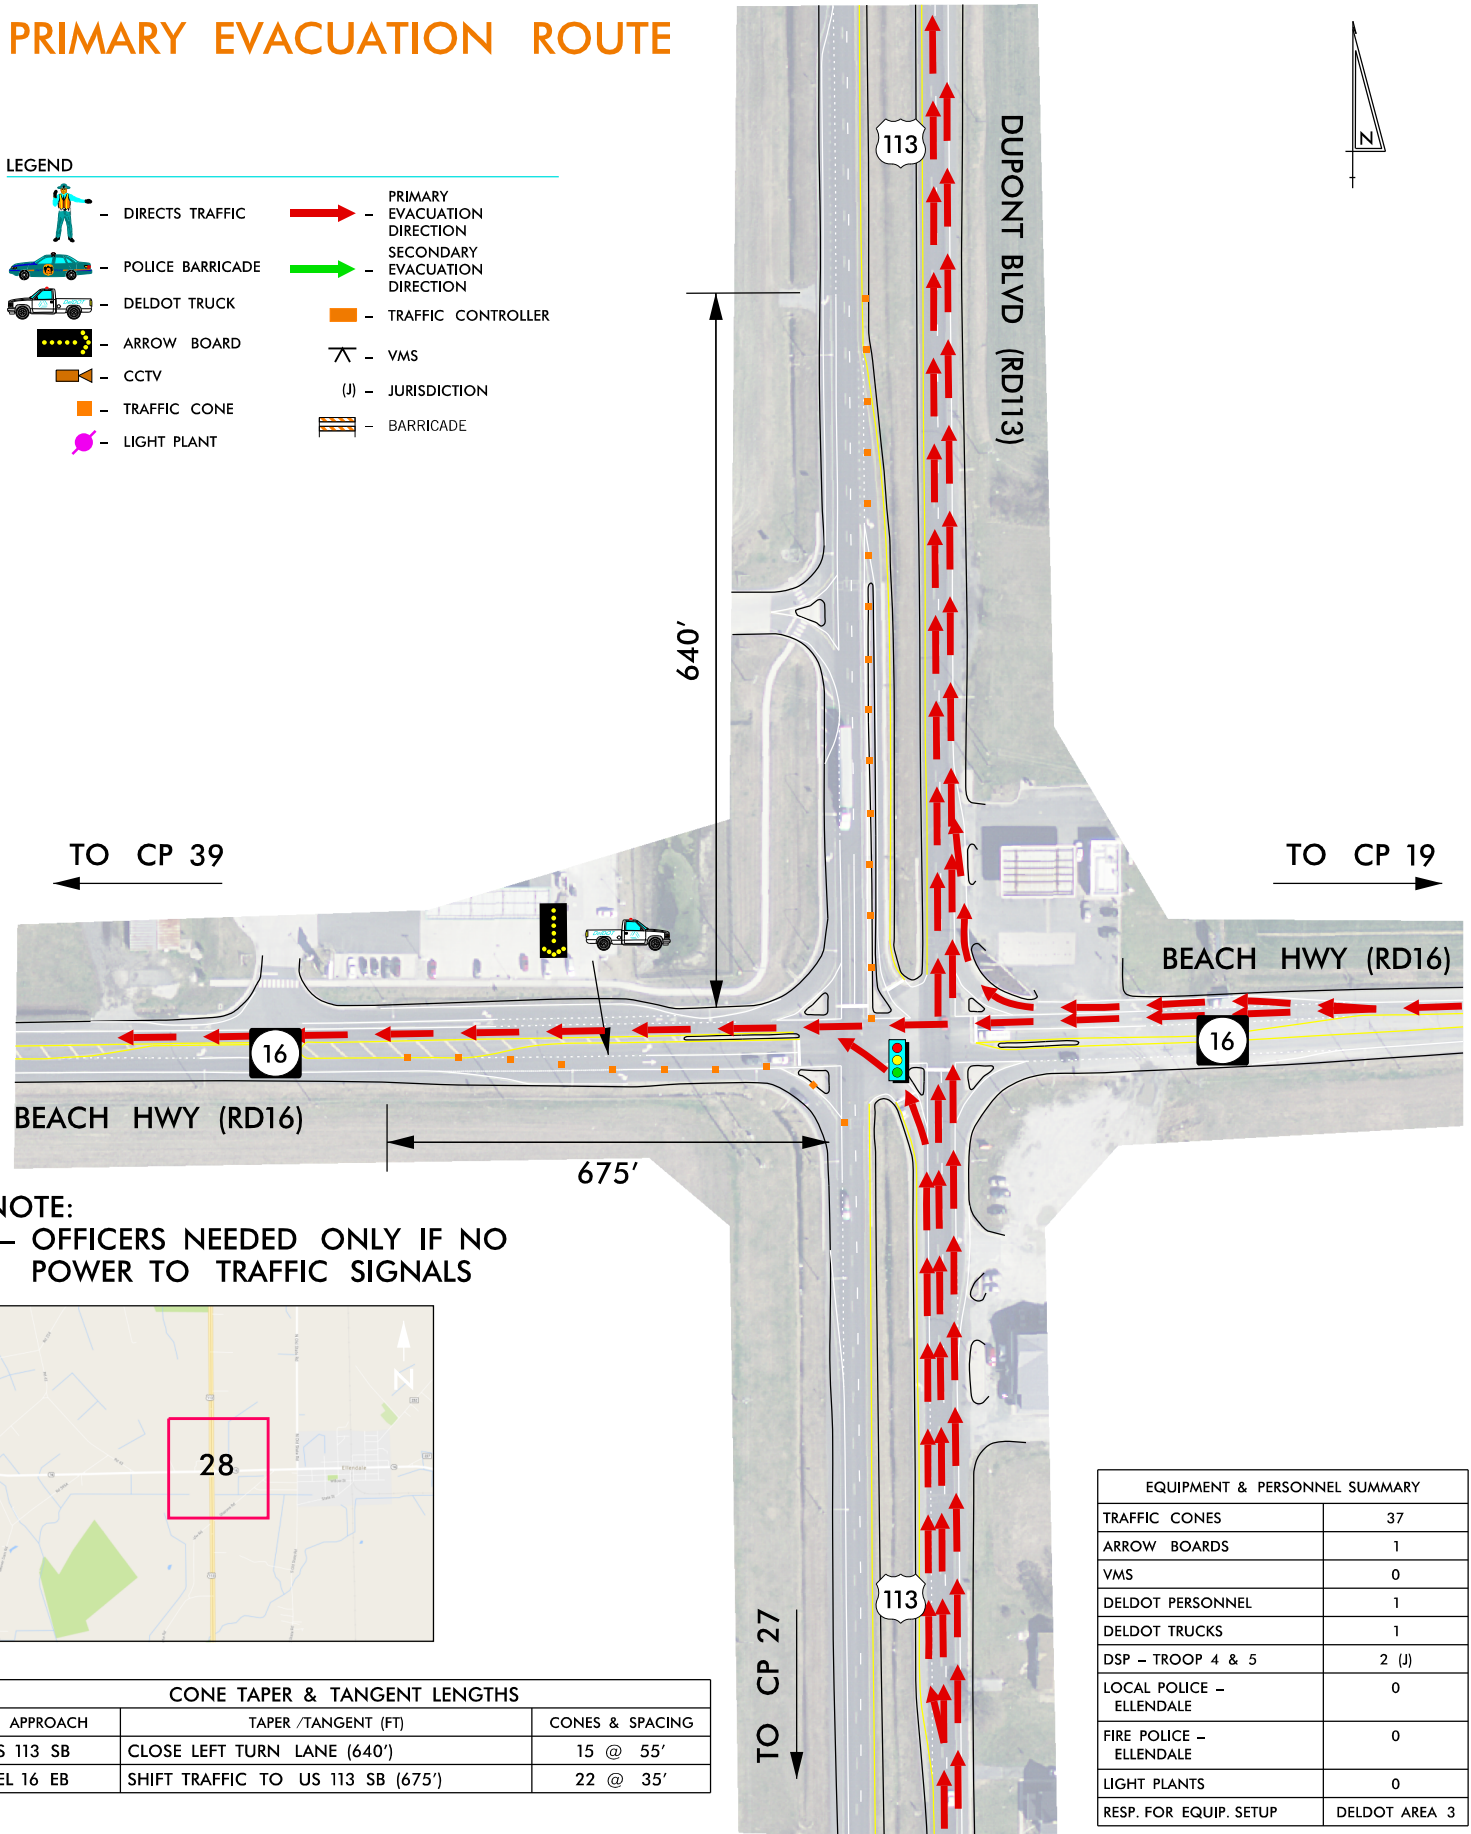 PRIMARY EVACUATION ROUTE
N
LEGEND
– DIRECTS TRAFFIC
– POLICE BARRICADE
– DELDOT TRUCK
– ARROW BOARD
– CCTV
– TRAFFIC CONE
– LIGHT PLANT
– PRIMARY
EVACUATION
DIRECTION
– SECONDARY
EVACUATION
DIRECTION
– TRAFFIC CONTROLLER
– VMS
(J) – JURISDICTION
– BARRICADE
113
DUPONT BLVD (RD113)
640'
TO CP 39
TO CP 19
BEACH HWY (RD16)
16
16
BEACH HWY (RD16)
675'
NOTE:
– OFFICERS NEEDED ONLY IF NO
POWER TO TRAFFIC SIGNALS
N
28
Ellendale
113
TO CP 27
CONE TAPER & TANGENT LENGTHS
APPROACH TAPER/TANGENT (FT) CONES & SPACING
S 113 SB CLOSE LEFT TURN LANE (640') 15 @ 55'
EL 16 EB SHIFT TRAFFIC TO US 113 SB (675') 22 @ 35'
EQUIPMENT & PERSONNEL SUMMARY
TRAFFIC CONES 37
ARROW BOARDS 1
VMS 0
DELDOT PERSONNEL 1
DELDOT TRUCKS 1
DSP – TROOP 4 & 5 2 (J)
LOCAL POLICE – 0
ELLENDALE
FIRE POLICE – 0
ELLENDALE
LIGHT PLANTS 0
RESP. FOR EQUIP. SETUP DELDOT AREA 3